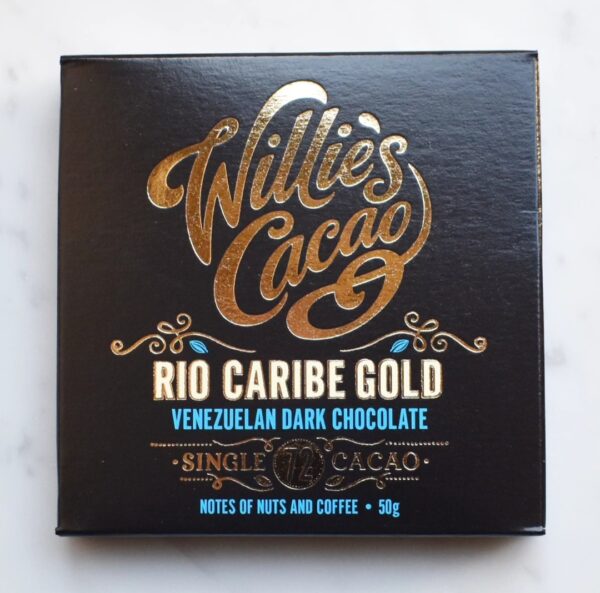 Willie's
Cacao
RIO CARIBE GOLD
VENEZUELAN DARK CHOCOLATE
·SINGLE 72 CACAO·
NOTES OF NUTS AND COFFEE • 50g